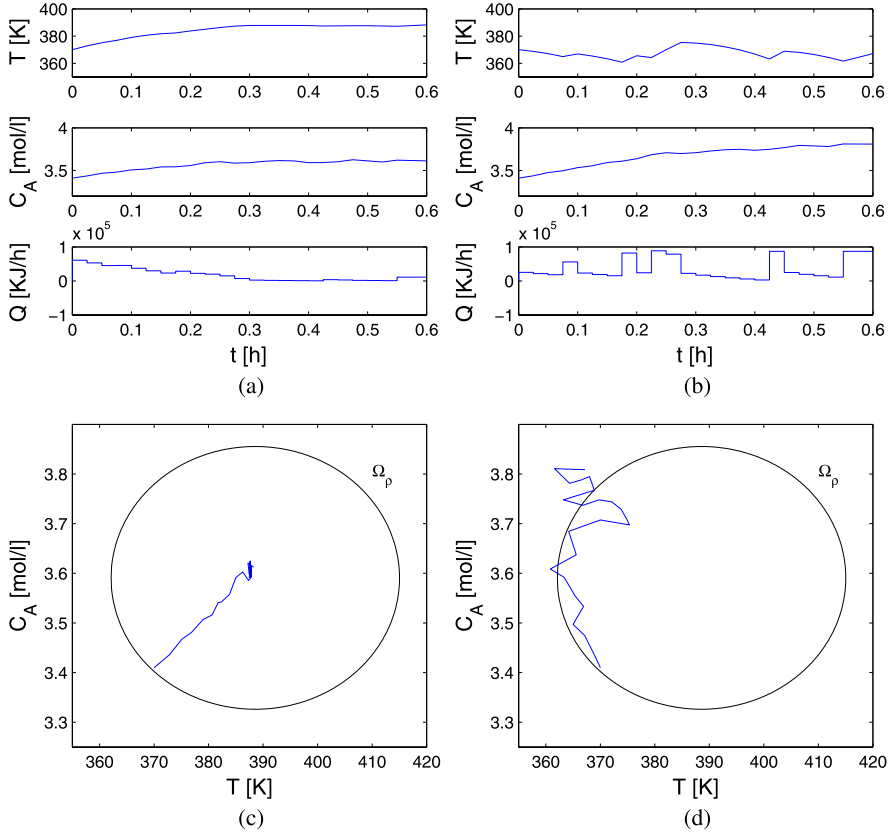 400
380
360
T [K]
0 0.1 0.2 0.3 0.4 0.5 0.6
4
3.5
C_A [mol/l]
0 0.1 0.2 0.3 0.4 0.5 0.6
x 10^5
1
0
−1
Q [KJ/h]
0 0.1 0.2 0.3 0.4 0.5 0.6
t [h]
(a)
400
380
360
T [K]
0 0.1 0.2 0.3 0.4 0.5 0.6
4
3.5
C_A [mol/l]
0 0.1 0.2 0.3 0.4 0.5 0.6
x 10^5
1
0
−1
Q [KJ/h]
0 0.1 0.2 0.3 0.4 0.5 0.6
t [h]
(b)
Ω_ρ
3.8
3.7
3.6
3.5
3.4
3.3
C_A [mol/l]
360 370 380 390 400 410 420
T [K]
(c)
Ω_ρ
3.8
3.7
3.6
3.5
3.4
3.3
C_A [mol/l]
360 370 380 390 400 410 420
T [K]
(d)